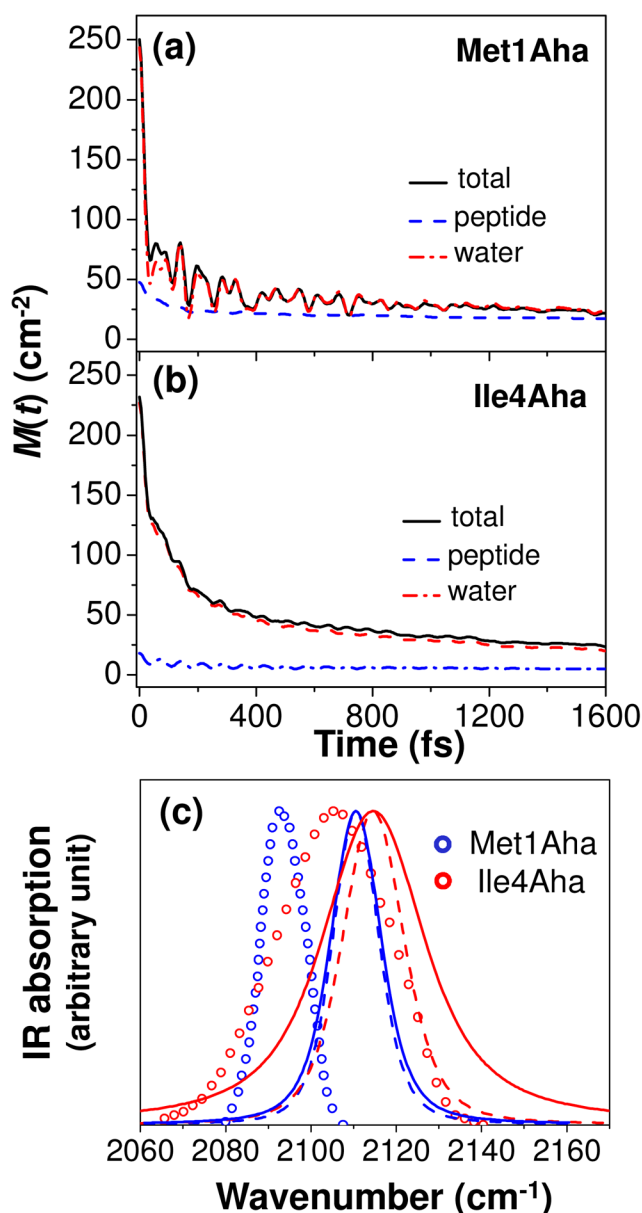 (a) Met1Aha
250
200
150
100
50
0
total
peptide
water
M(t) (cm-2)
(b) Ile4Aha
250
200
150
100
50
0
total
peptide
water
0 400 800 1200 1600
Time (fs)
(c)
Met1Aha
Ile4Aha
IR absorption
(arbitrary unit)
2060 2080 2100 2120 2140 2160
Wavenumber (cm-1)